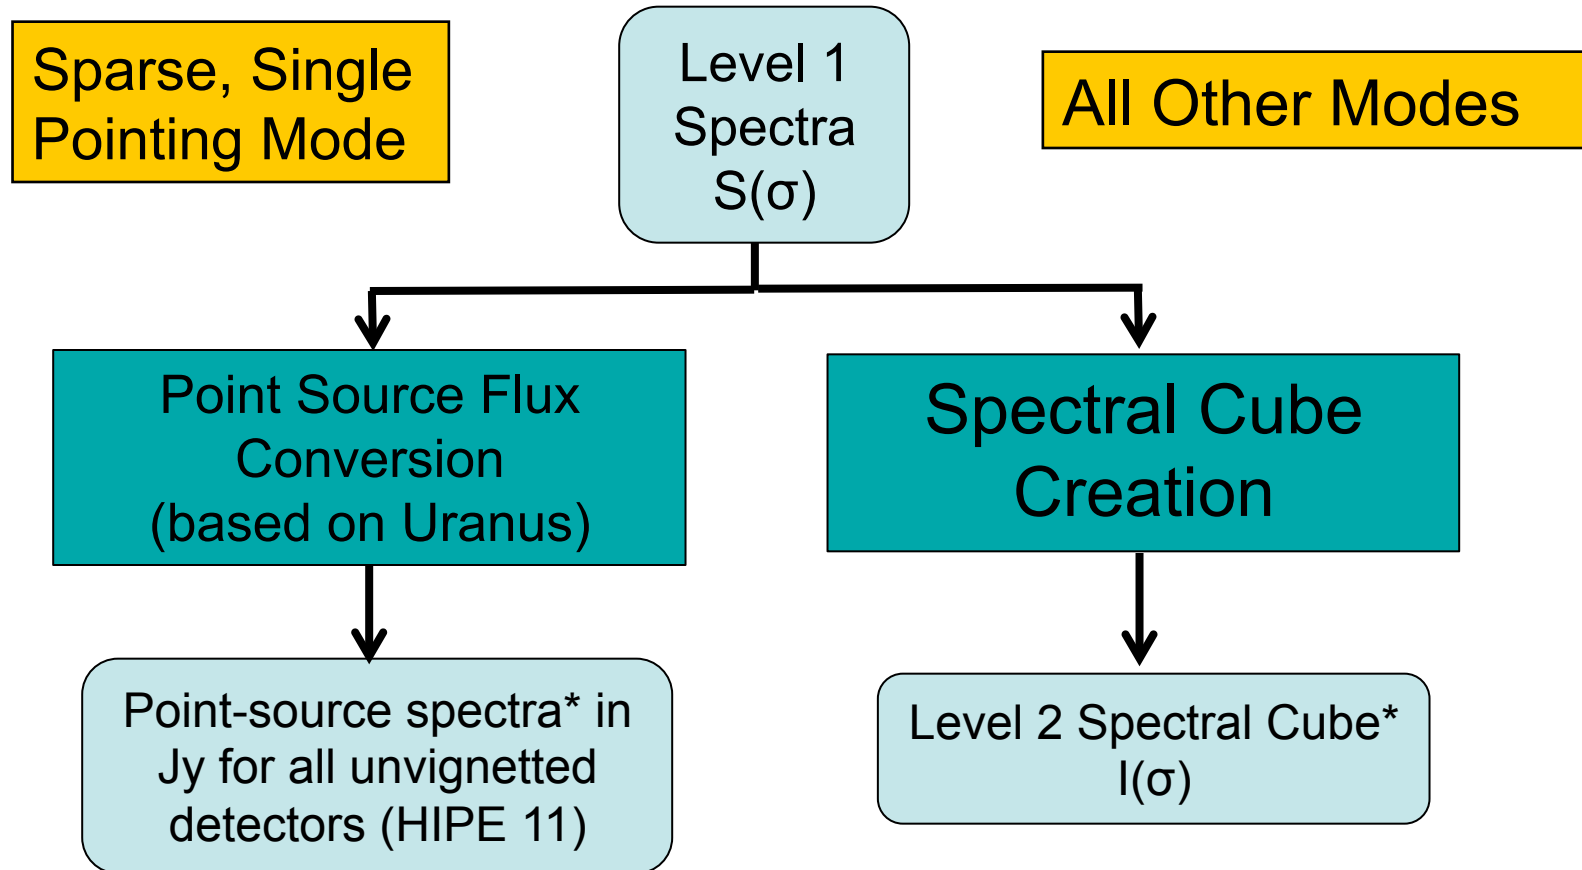 Sparse, Single
Pointing Mode
Level 1
Spectra
S(σ)
All Other Modes
Point Source Flux
Conversion
(based on Uranus)
Spectral Cube
Creation
Point-source spectra* in
Jy for all unvignetted
detectors (HIPE 11)
Level 2 Spectral Cube*
I(σ)